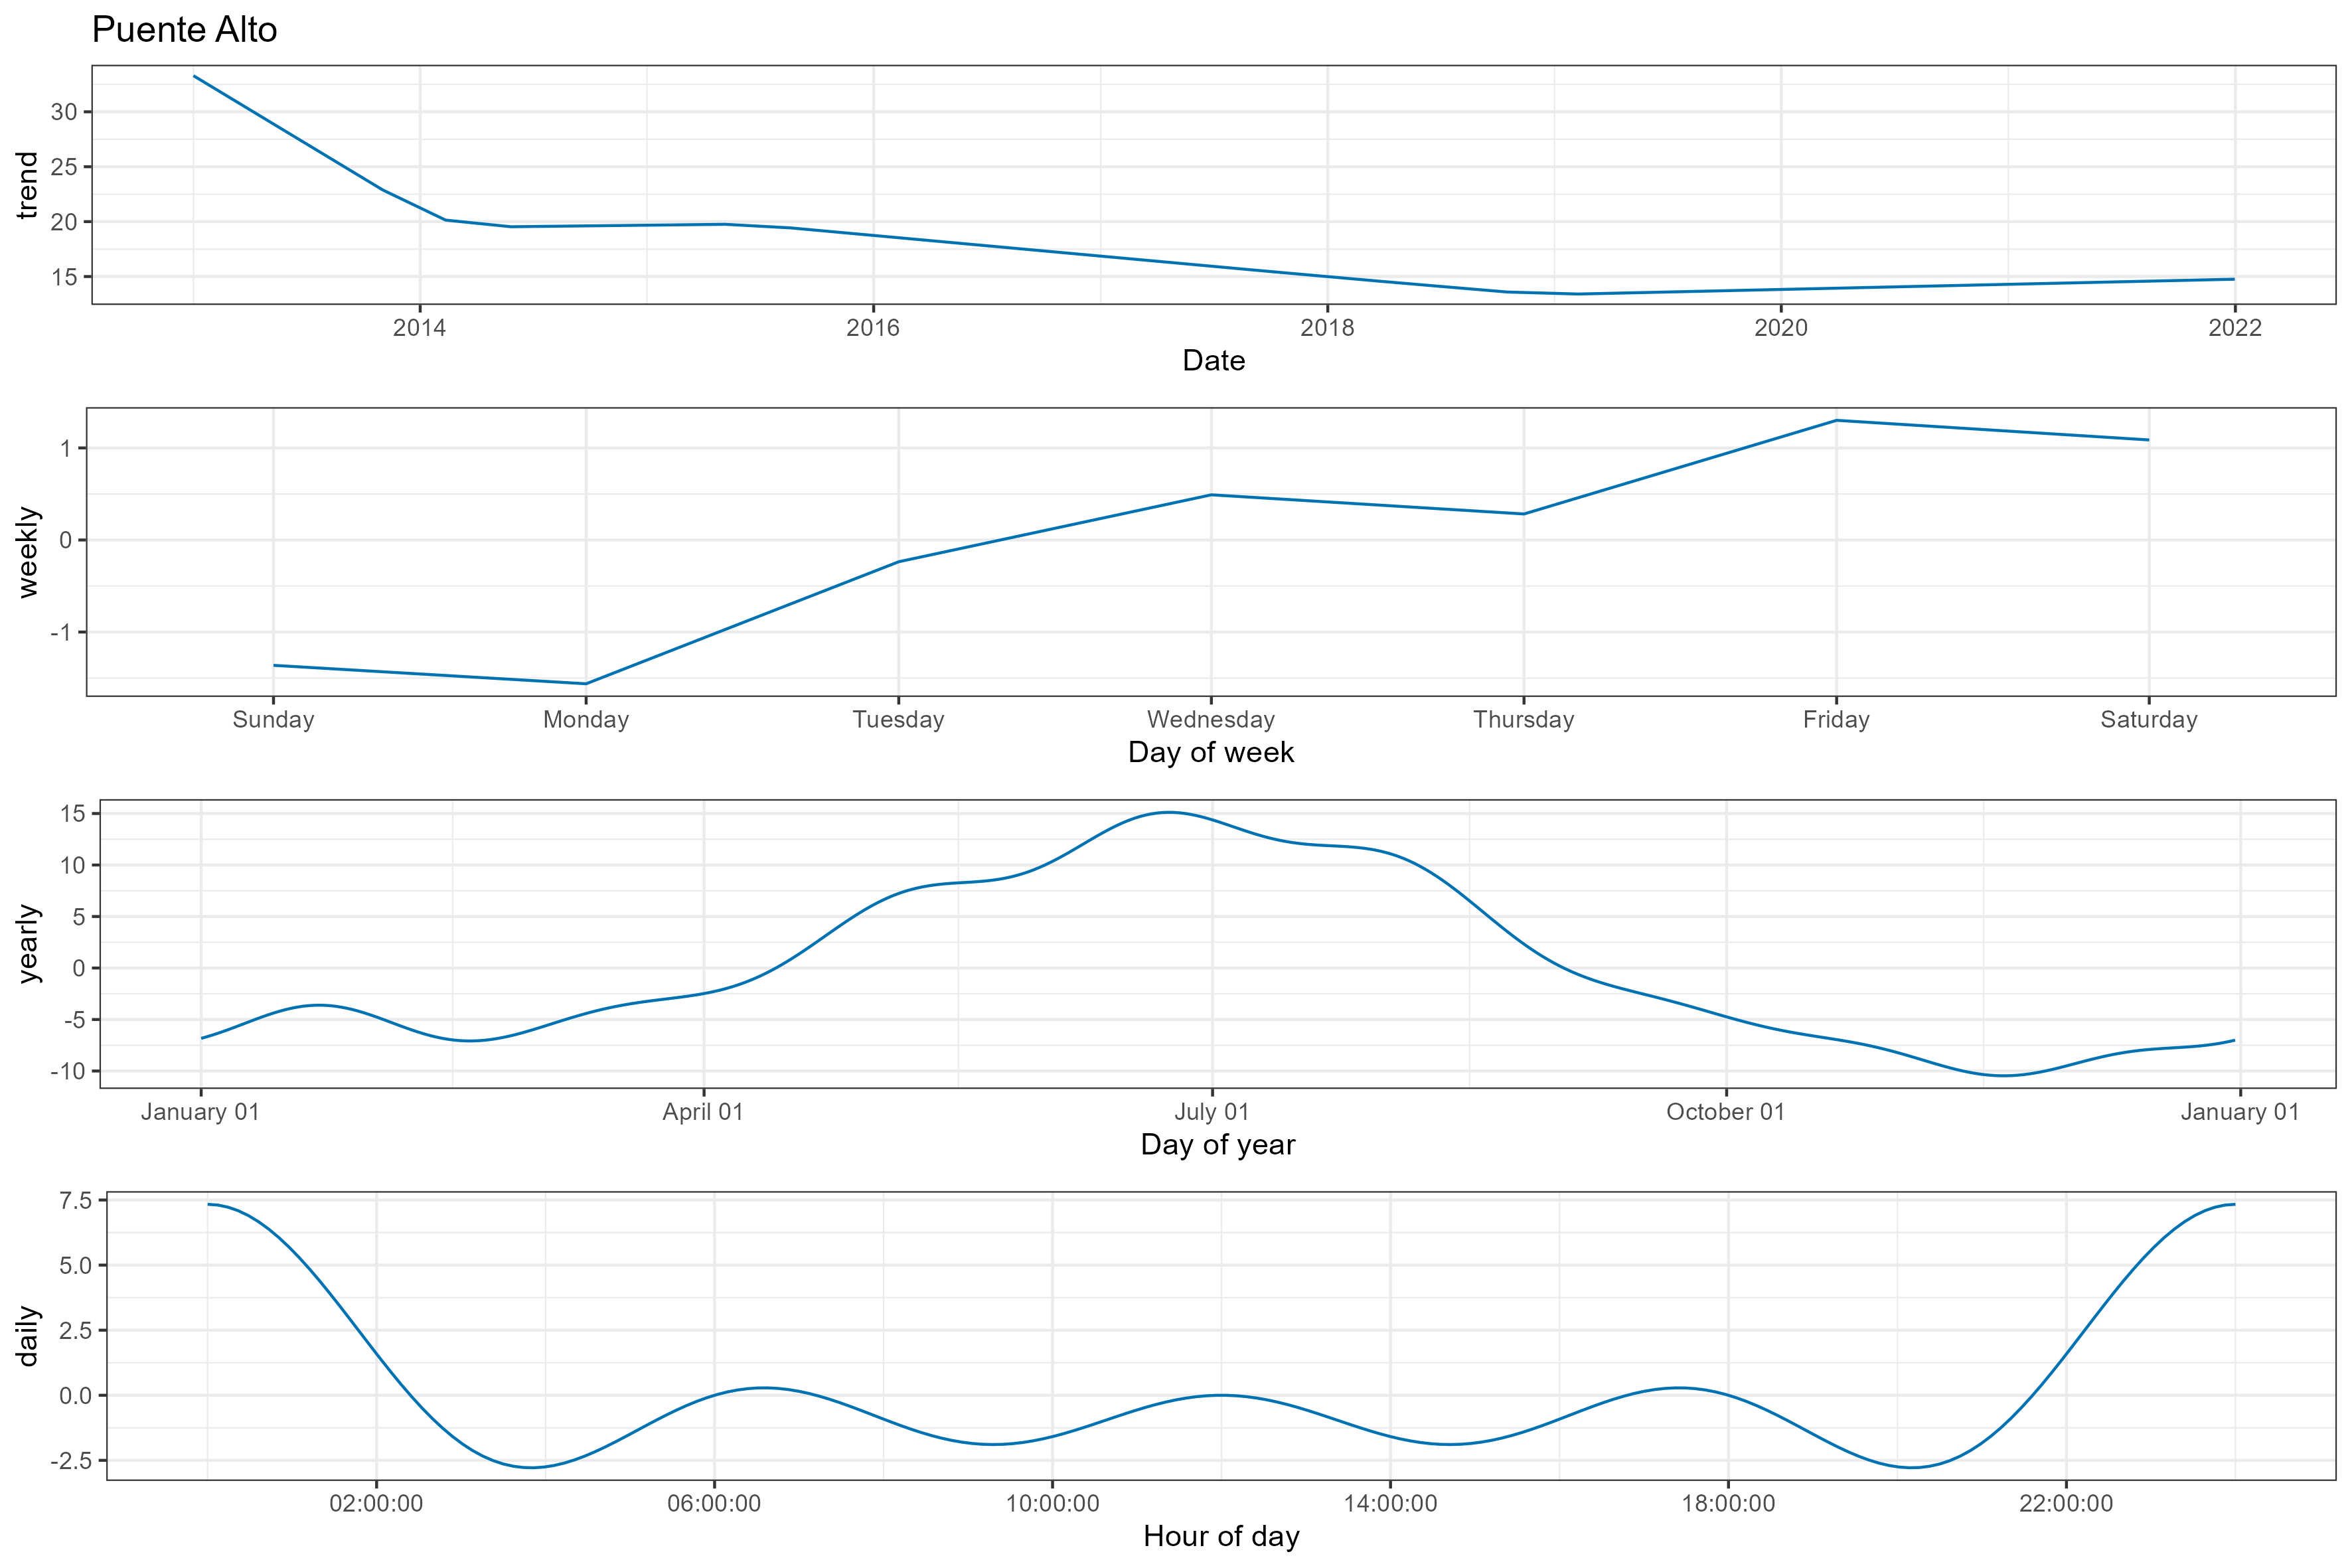 Puente Alto
trend
30
25
20
15
2014 2016 2018 2020 2022
Date
weekly
1
0
-1
Sunday Monday Tuesday Wednesday Thursday Friday Saturday
Day of week
yearly
15
10
5
0
-5
-10
January 01 April 01 July 01 October 01 January 01
Day of year
daily
7.5
5.0
2.5
0.0
-2.5
02:00:00 06:00:00 10:00:00 14:00:00 18:00:00 22:00:00
Hour of day